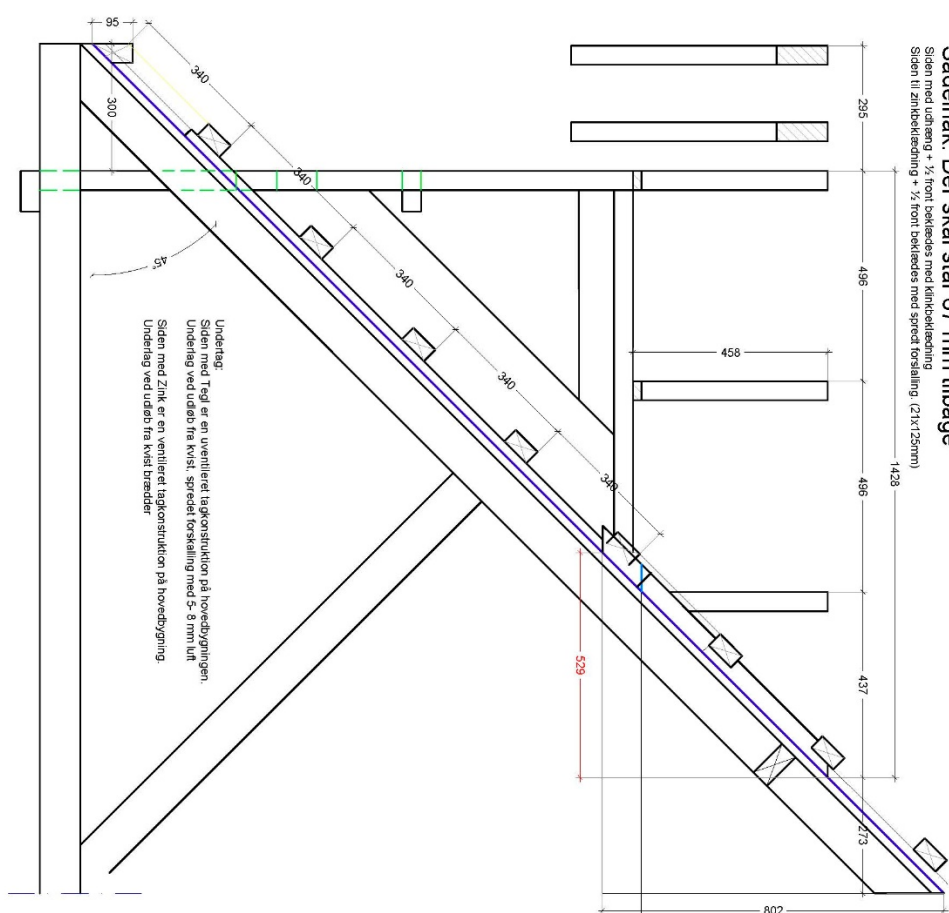 Sadelhak: Der skal står 67 mm tilbage
Siden med udhæng + ½ front beklædes med klinkbeklædning
Siden til zinkbeklædning + ½ front beklædes med spredt forslalling. (21x125mm)
95
340
300
295
340
45°
340
496
458
340
1428
340
496
529
437
273
802
Undertag:
Siden med Tegl er en uventileret tagkonstruktion på hovedbygningen.
Underlag ved udløb fra kvist. spredet forskalling med 5- 8 mm luft
Siden med Zink er en ventileret tagkonstruktion på hovedbygning.
Underlag ved udløb fra kvist brædder